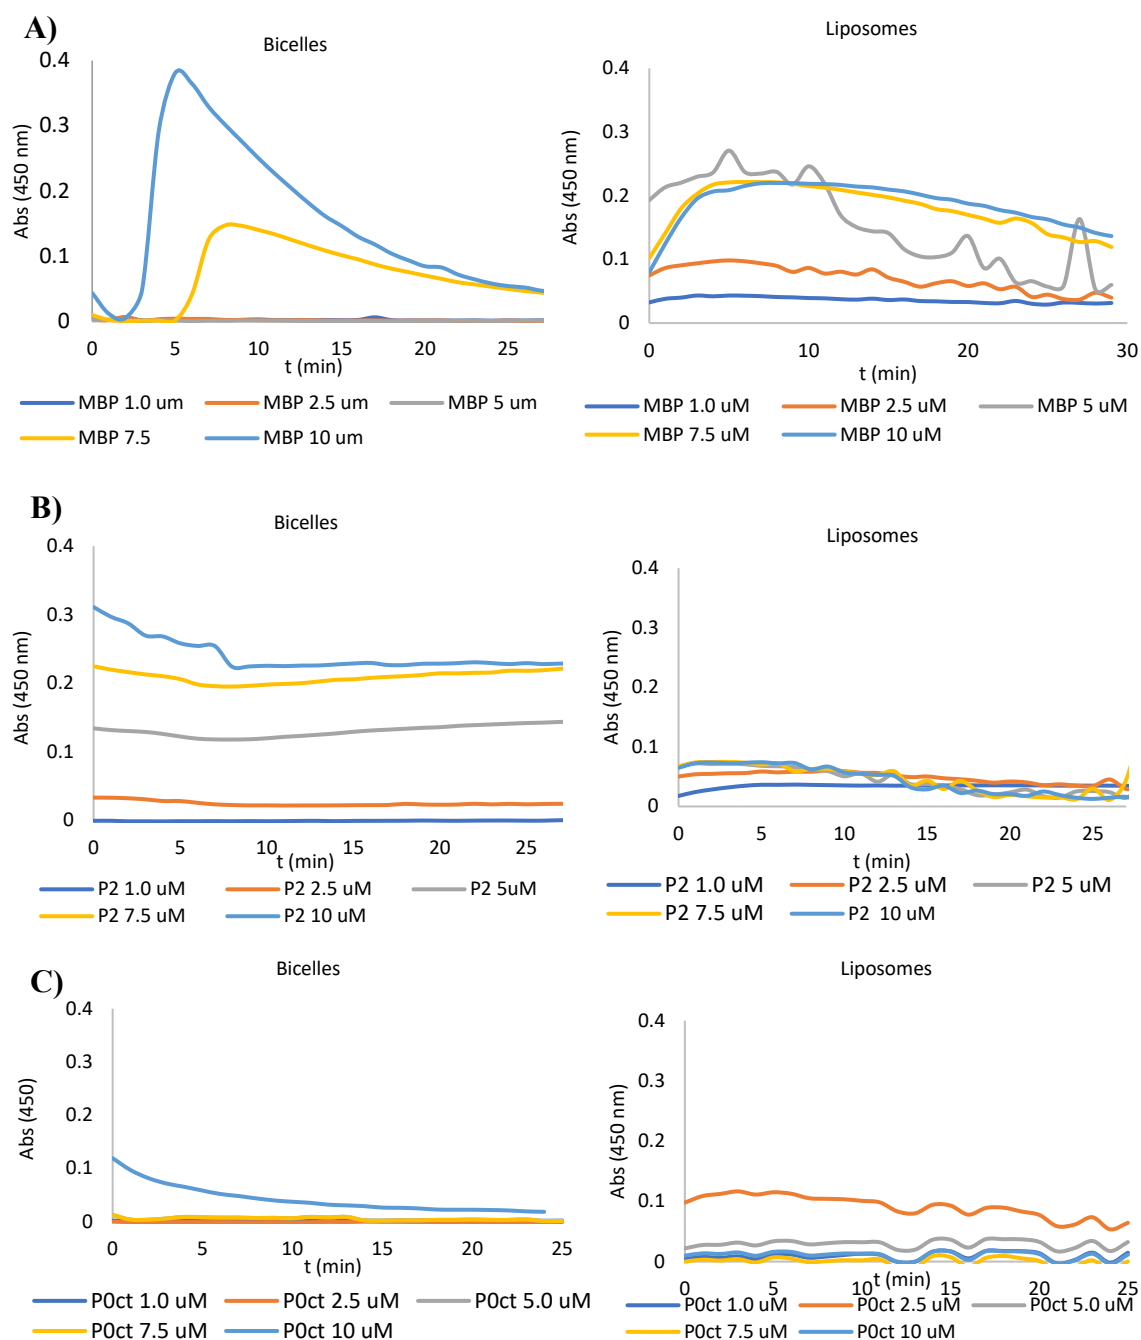 A)
Bicelles
0.4
0.3
0.2
0.1
0
Abs (450 nm)
0 5 10 15 20 25
t (min)
MBP 1.0 um MBP 2.5 um MBP 5 um
MBP 7.5 MBP 10 um
Liposomes
0.4
0.3
0.2
0.1
0
Abs (450 nm)
0 10 20 30
t (min)
MBP 1.0 uM MBP 2.5 uM MBP 5 uM
MBP 7.5 uM MBP 10 uM
B)
Bicelles
0.4
0.3
0.2
0.1
0
Abs (450 nm)
0 5 10 15 20 25
t (min)
P2 1.0 uM P2 2.5 uM P2 5uM
P2 7.5 uM P2 10 uM
Liposomes
0.4
0.3
0.2
0.1
0
Abs (450 nm)
0 5 10 15 20 25
t (min)
P2 1.0 uM P2 2.5 uM P2 5 uM
P2 7.5 uM P2 10 uM
C)
Bicelles
0.4
0.3
0.2
0.1
0
Abs (450)
0 5 10 15 20 25
t (min)
P0ct 1.0 uM P0ct 2.5 uM P0ct 5.0 uM
P0ct 7.5 uM P0ct 10 uM
Liposomes
0.4
0.3
0.2
0.1
0
Abs (450 nm)
0 5 10 15 20 25
t (min)
P0ct 1.0 uM P0ct 2.5 uM P0ct 5.0 uM
P0ct 7.5 uM P0ct 10 uM